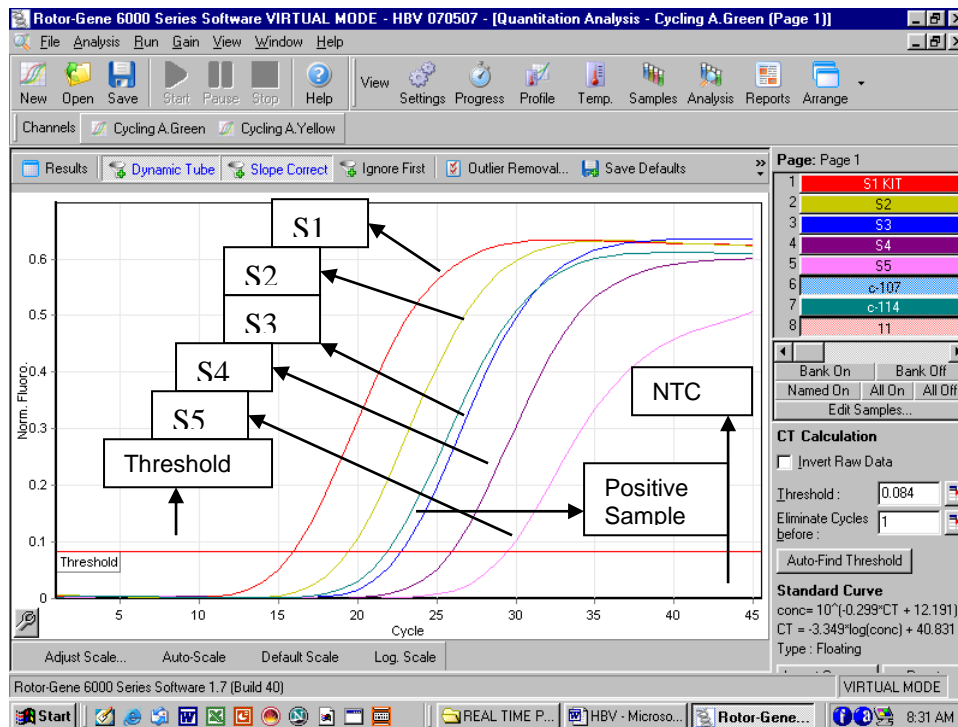 Rotor-Gene 6000 Series Software VIRTUAL MODE - HBV 070507 - [Quantitation Analysis - Cycling A.Green (Page 1)]
File Analysis Run Gain View Window Help
New Open Save Start Pause Stop Help View Settings Progress Profile Temp. Samples Analysis Reports Arrange
Channels Cycling A.Green Cycling A.Yellow
Results Dynamic Tube Slope Correct Ignore First Outlier Removal... Save Defaults »
Page: Page 1
1 S1 KIT
2 S2
3 S3
4 S4
5 S5
6 c-107
7 c-114
8 11
Bank On Bank Off
Named On All On All Off
Edit Samples...
CT Calculation
Invert Raw Data
Threshold : 0.084
Eliminate Cycles before : 1
Auto-Find Threshold
Standard Curve
conc= 10^(-0.299*CT + 12.191)
CT = -3.349*log(conc) + 40.831
Type : Floating
S1
S2
S3
S4
S5
Threshold
NTC
Positive
Sample
Norm. Fluoro.
0.6
0.5
0.4
0.3
0.2
0.1
0
Threshold
5 10 15 20 25 30 35 40 45
Cycle
Adjust Scale... Auto-Scale Default Scale Log. Scale
Rotor-Gene 6000 Series Software 1.7 (Build 40) VIRTUAL MODE
Start REAL TIME P... HBV - Microso... Rotor-Gene... 8:31 AM